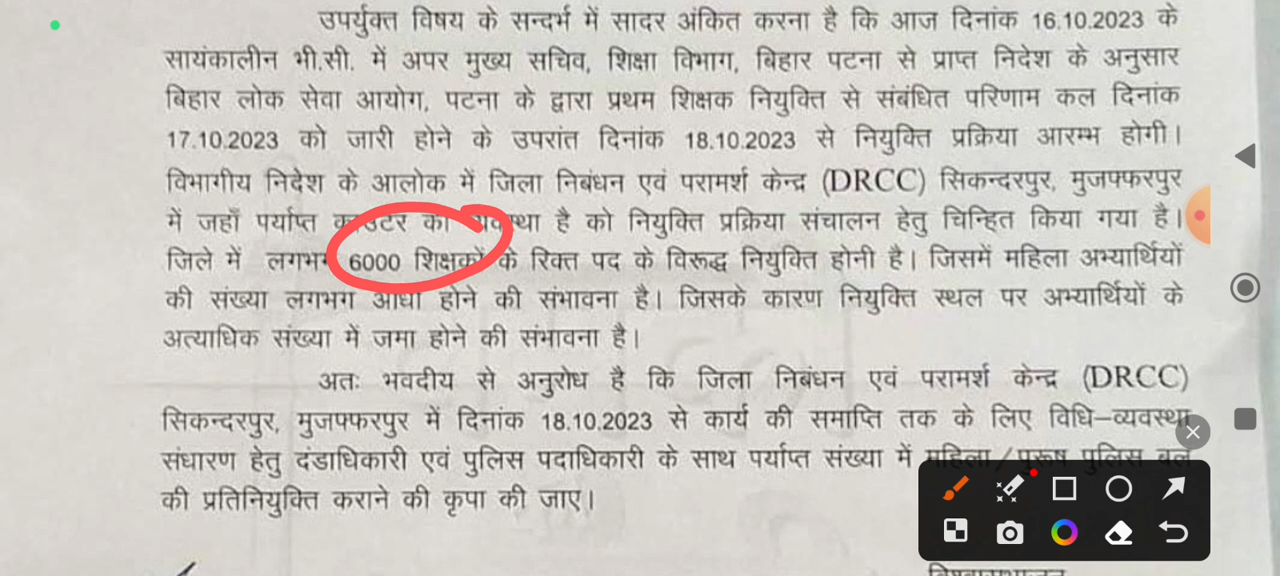 उपर्युक्त विषय के सन्दर्भ में सादर अंकित करना है कि आज दिनांक 16.10.2023 के
सायंकालीन भी.सी. में अपर मुख्य सचिव, शिक्षा विभाग, बिहार पटना से प्राप्त निदेश के अनुसार
बिहार लोक सेवा आयोग, पटना के द्वारा प्रथम शिक्षक नियुक्ति से संबंधित परिणाम कल दिनांक
17.10.2023 को जारी होने के उपरांत दिनांक 18.10.2023 से नियुक्ति प्रक्रिया आरम्भ होगी।
विभागीय निदेश के आलोक में जिला निबंधन एवं परामर्श केन्द्र (DRCC) सिकन्दरपुर, मुजफ्फरपुर
में जहाँ पर्याप्त की है को नियुक्ति प्रक्रिया संचालन हेतु चिन्हित किया गया है।
जिले में लगभग 6000 शिक्षकों के रिक्त पद के विरूद्ध नियुक्ति होनी है। जिसमें महिला अभ्यार्थियों
की संख्या लगभग आधा होने की संभावना है। जिसके कारण नियुक्ति स्थल पर अभ्यार्थियों के
अत्याधिक संख्या में जमा होने की संभावना है।
अतः भवदीय से अनुरोध है कि जिला निबंधन एवं परामर्श केन्द्र (DRCC)
सिकन्दरपुर, मुजफ्फरपुर में दिनांक 18.10.2023 से कार्य की समाप्ति तक के लिए विधि-व्यवस्था
संधारण हेतु दंडाधिकारी एवं पुलिस पदाधिकारी के साथ पर्याप्त संख्या में महिला/पुरूष पुलिस बल
की प्रतिनियुक्ति कराने की कृपा की जाए।